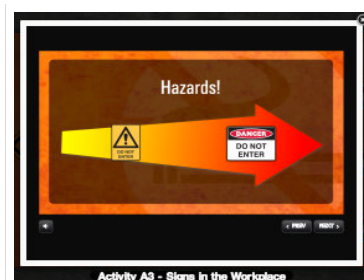 Hazards!
DO NOT
ENTER
DANGER
DO NOT
ENTER
< PREV
NEXT >
Activity A3 - Signs in the Workplace